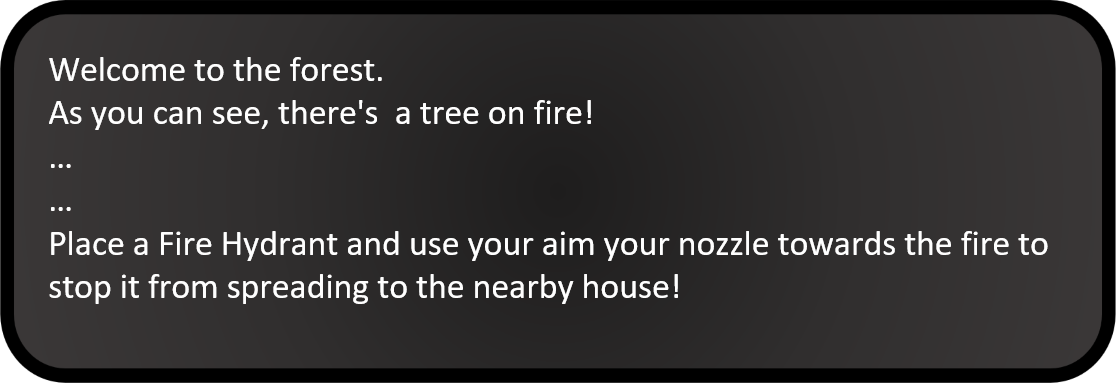 Welcome to the forest.
As you can see, there's  a tree on fire!
...
...
Place a Fire Hydrant and use your aim your nozzle towards the fire to
stop it from spreading to the nearby house!